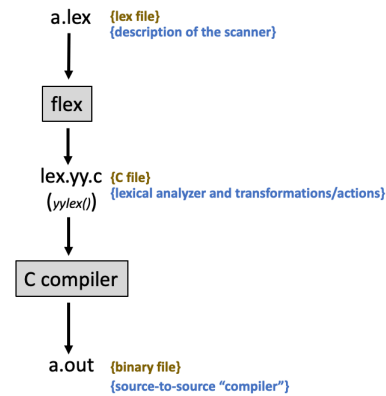 a.lex {lex file}
{description of the scanner}
flex
lex.yy.c {C file}
(yylex()) {lexical analyzer and transformations/actions}
C compiler
a.out {binary file}
{source-to-source “compiler”}